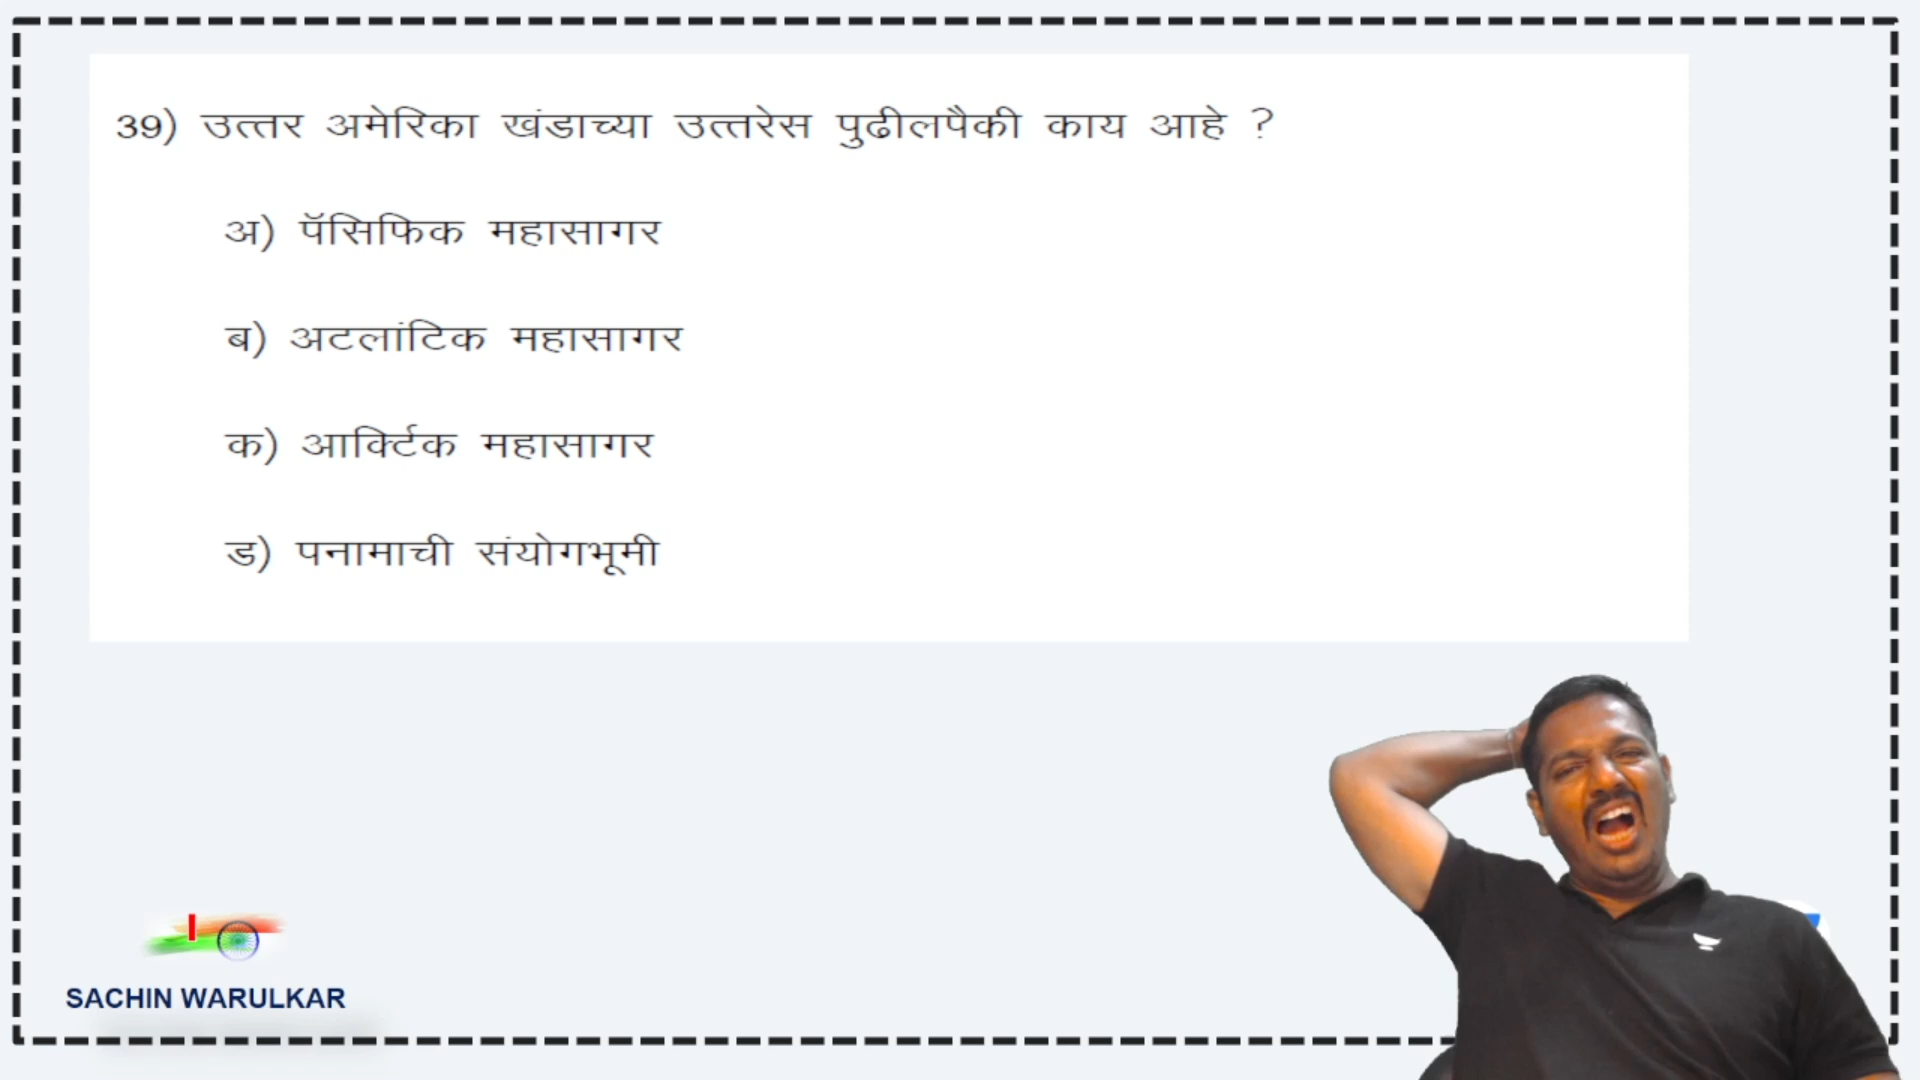 39) उत्तर अमेरिका खंडाच्या उत्तरेस पुढीलपैकी काय आहे ?
अ) पॅसिफिक महासागर
ब) अटलांटिक महासागर
क) आर्क्टिक महासागर
ड) पनामाची संयोगभूमी
SACHIN WARULKAR